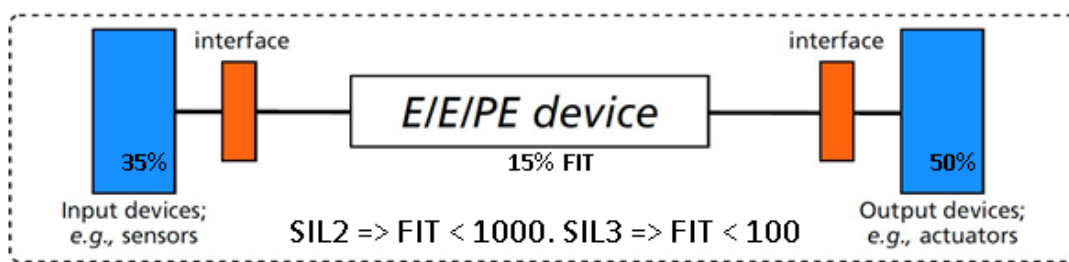 interface
interface
E/E/PE device
35%
15% FIT
50%
Input devices;
e.g., sensors
SIL2 => FIT < 1000. SIL3 => FIT < 100
Output devices;
e.g., actuators